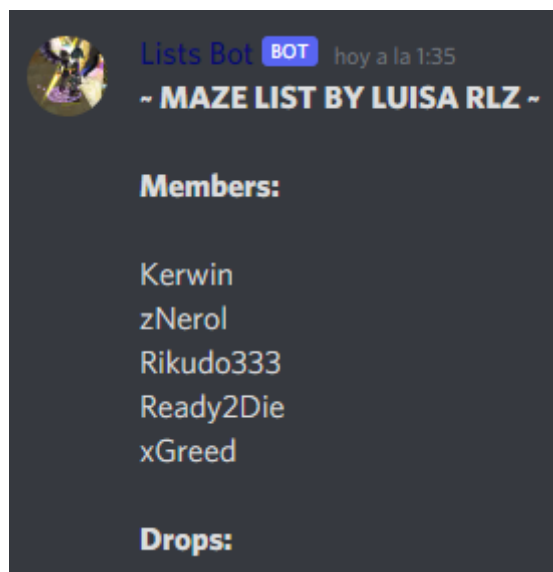 Lists Bot BOT hoy a la 1:35
~ MAZE LIST BY LUISA RLZ ~
Members:
Kerwin
zNerol
Rikudo333
Ready2Die
xGreed
Drops: